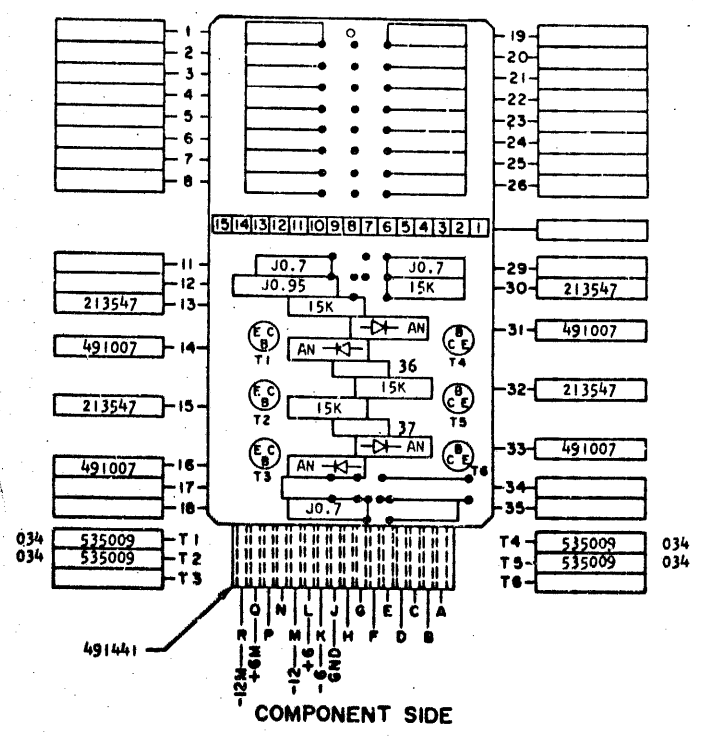 1 19
2 20
3 21
4 22
5 23
6 24
7 25
8 26
15 14 13 12 11 10 9 8 7 6 5 4 3 2 1
11 J0.7 J0.7 29
12 J0.95 15K 30 213547
213547 13 15K
AN 31 491007
E C B T1 B C E T4
491007 14 AN
36
15K 32 213547
E C B T2 B C E T5
213547 15 15K
37
AN 33 491007
E C B T3 B C E T6
491007 16 AN
17 34
18 J0.7 35
034 535009 T1 T4 535009 034
034 535009 T2 T5 535009 034
T3 T6
Q N L J G E C A
R P M K H F D B
491441
-12M +6M -12 +6 -6 GND
COMPONENT SIDE